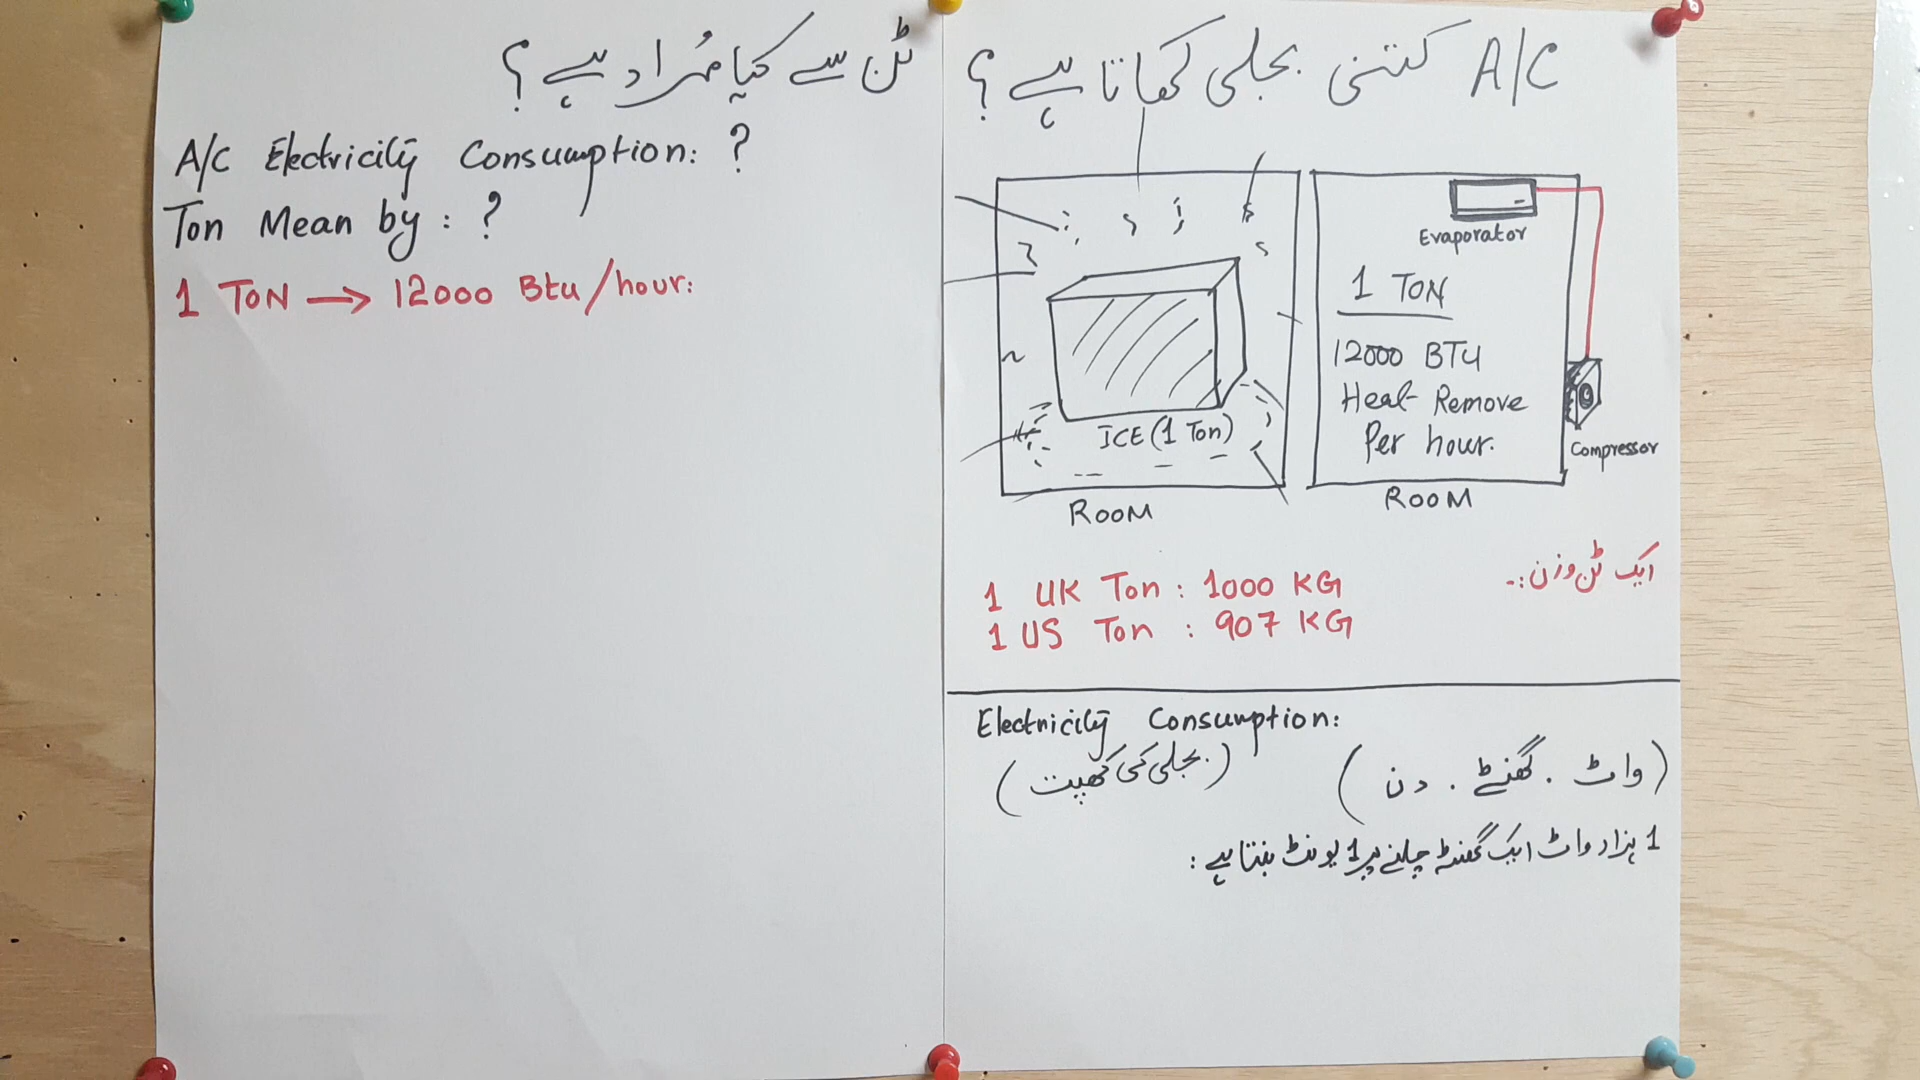 A/C کتنی بجلی کھاتا ہے ؟
ٹن سے کیا مُراد ہے ؟
A/C Electricity Consumption: ?
Ton Mean by : ?
1 TON → 12000 Btu/hour:
Evaporator
1 TON
12000 BTU
Heat Remove
Per hour.
Compressor
ROOM
ICE (1 Ton)
ROOM
ایک ٹن وزن :-
1 UK Ton : 1000 KG
1 US Ton : 907 KG
Electricity Consumption:
(واٹ . گھنٹے . دن)
(بجلی کی کھپت)
1 ہزار واٹ ایک گھنٹہ چلنے پر 1 یونٹ بنتا ہے :